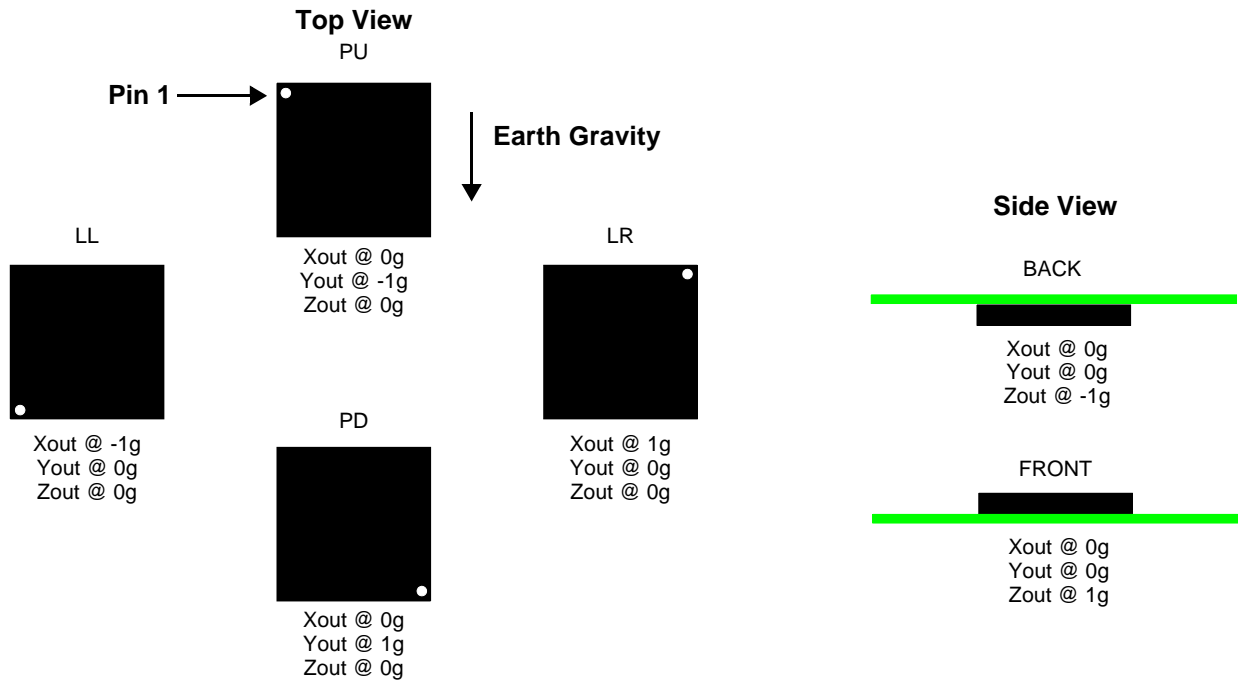 Top View
PU
Pin 1
Earth Gravity
Xout @ 0g
Yout @ -1g
Zout @ 0g
LL
Xout @ -1g
Yout @ 0g
Zout @ 0g
LR
Xout @ 1g
Yout @ 0g
Zout @ 0g
PD
Xout @ 0g
Yout @ 1g
Zout @ 0g
Side View
BACK
Xout @ 0g
Yout @ 0g
Zout @ -1g
FRONT
Xout @ 0g
Yout @ 0g
Zout @ 1g